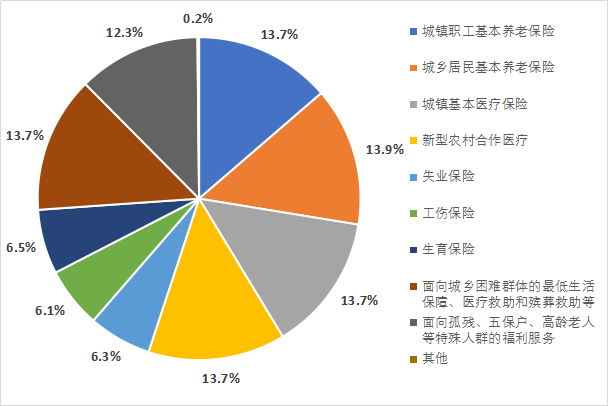 0.2%
12.3%
13.7%
13.7%
13.9%
6.5%
6.1%
6.3%
13.7%
13.7%
城镇职工基本养老保险
城乡居民基本养老保险
城镇基本医疗保险
新型农村合作医疗
失业保险
工伤保险
生育保险
面向城乡困难群体的最低生活
保障、医疗救助和殡葬救助等
面向孤残、五保户、高龄老人
等特殊人群的福利服务
其他